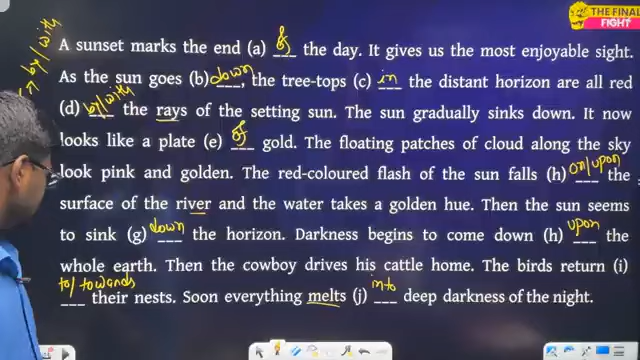 THE FINAL
FIGHT
by / with
A sunset marks the end (a) of the day. It gives us the most enjoyable sight.
As the sun goes (b) down, the tree-tops (c) in the distant horizon are all red
(d) by/with the rays of the setting sun. The sun gradually sinks down. It now
looks like a plate (e) of gold. The floating patches of cloud along the sky
look pink and golden. The red-coloured flash of the sun falls (h) on/upon the
surface of the river and the water takes a golden hue. Then the sun seems
to sink (g) down the horizon. Darkness begins to come down (h) upon the
whole earth. Then the cowboy drives his cattle home. The birds return (i)
to/towards their nests. Soon everything melts (j) into deep darkness of the night.